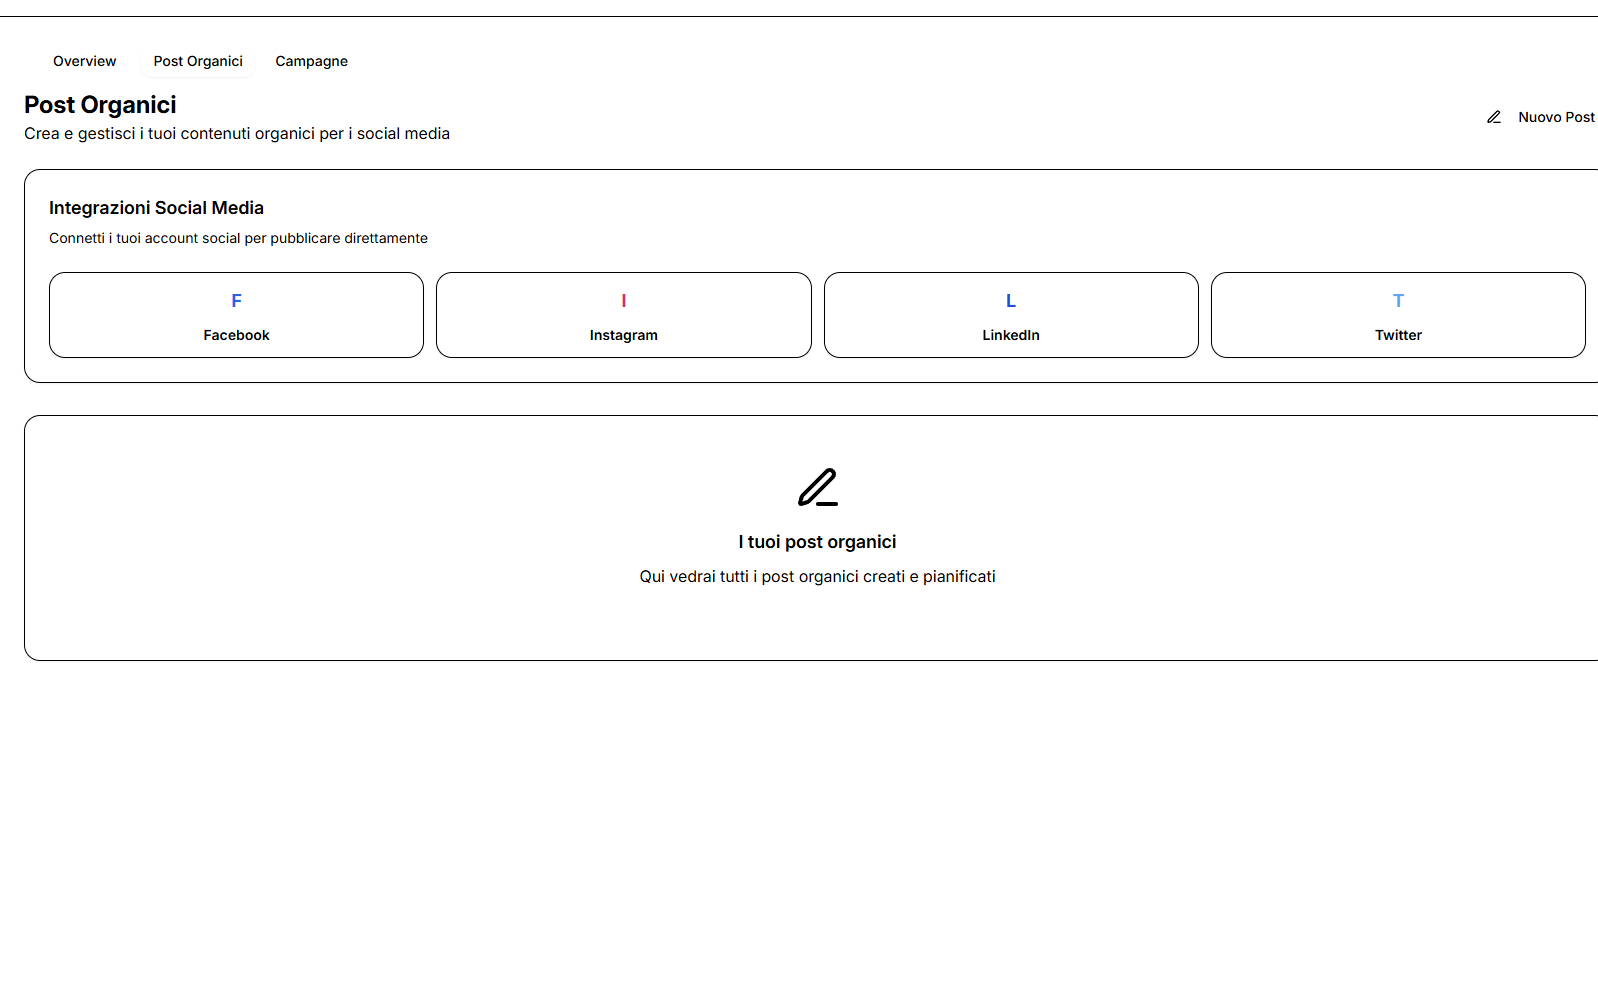 Overview Post Organici Campagne
Post Organici
Crea e gestisci i tuoi contenuti organici per i social media
Nuovo Post
Integrazioni Social Media
Connetti i tuoi account social per pubblicare direttamente
F
Facebook
I
Instagram
L
LinkedIn
T
Twitter
I tuoi post organici
Qui vedrai tutti i post organici creati e pianificati